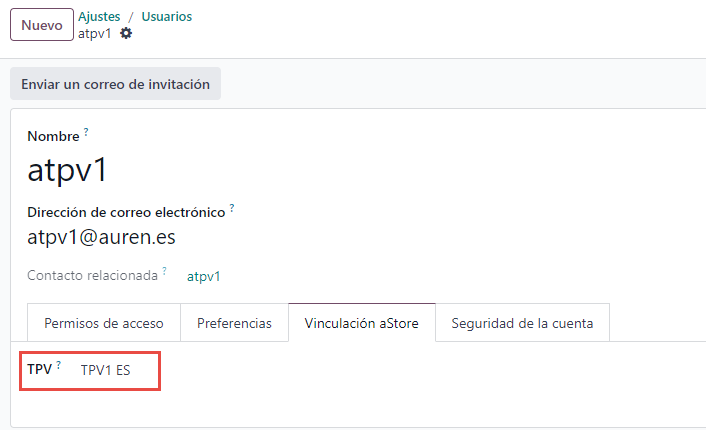 Nuevo
Ajustes / Usuarios
atpv1
Enviar un correo de invitación
Nombre ?
atpv1
Dirección de correo electrónico ?
atpv1@auren.es
Contacto relacionada ? atpv1
Permisos de acceso Preferencias Vinculación aStore Seguridad de la cuenta
TPV ? TPV1 ES